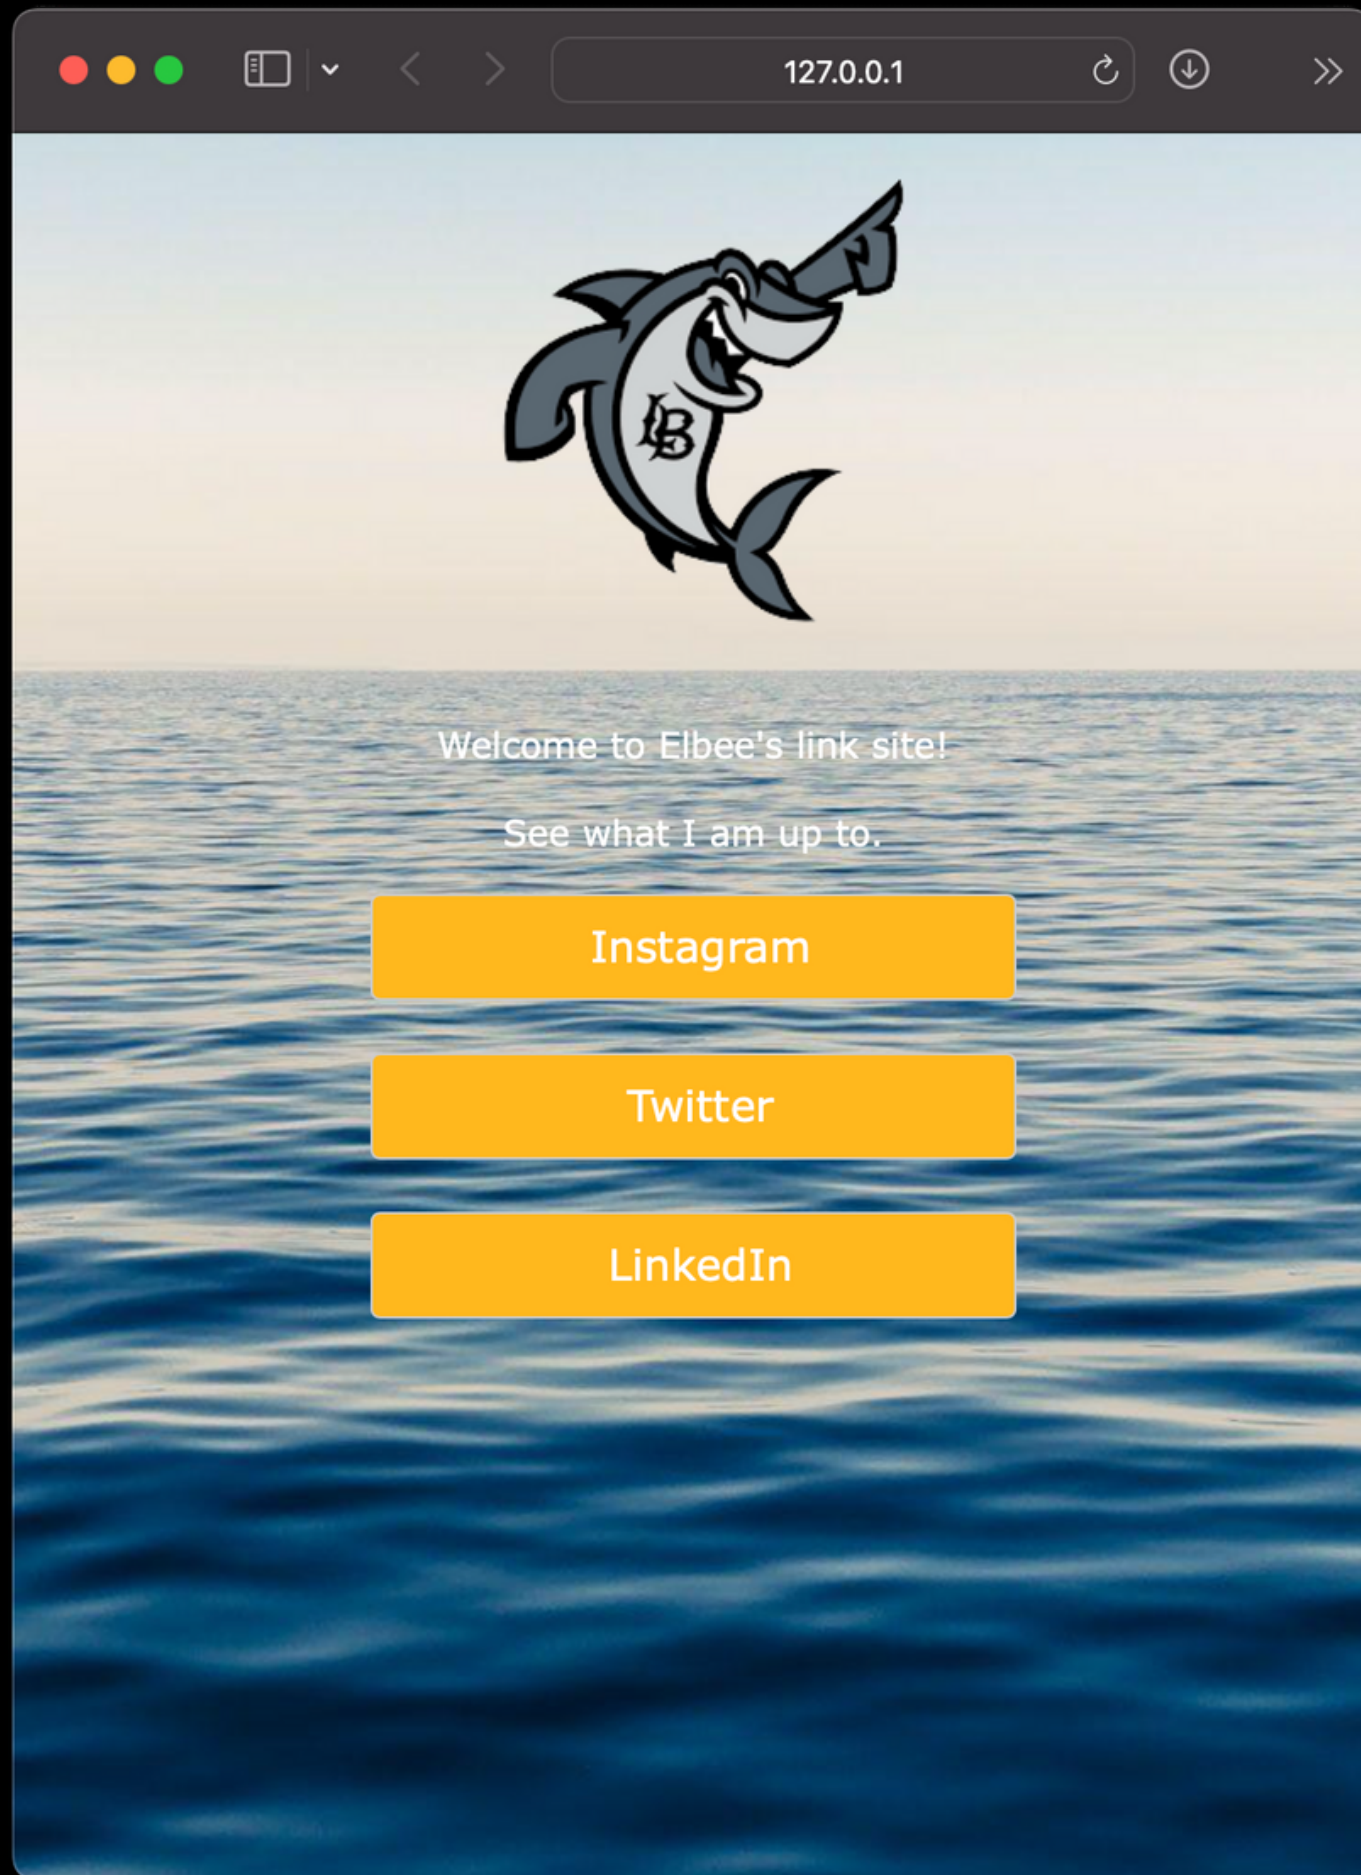 127.0.0.1
LB
Welcome to Elbee's link site!
See what I am up to.
Instagram
Twitter
LinkedIn